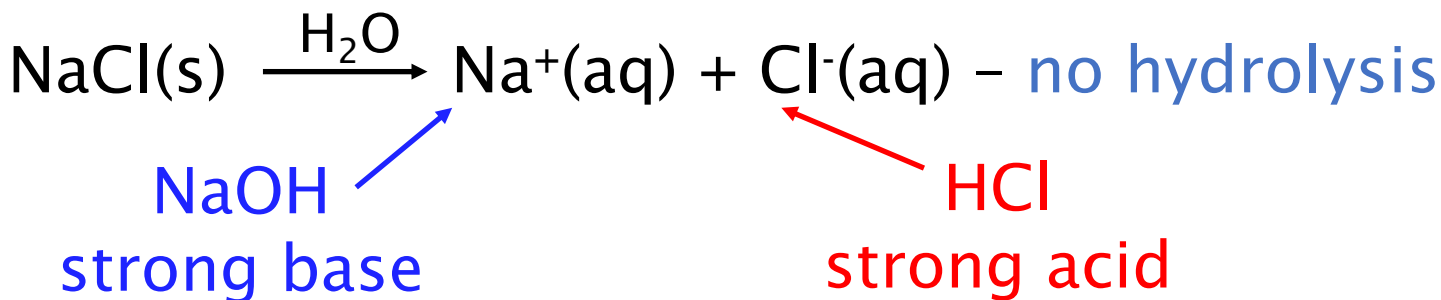 NaCl(s) H₂O Na⁺(aq) + Cl⁻(aq) – no hydrolysis
NaOH HCl
strong base strong acid